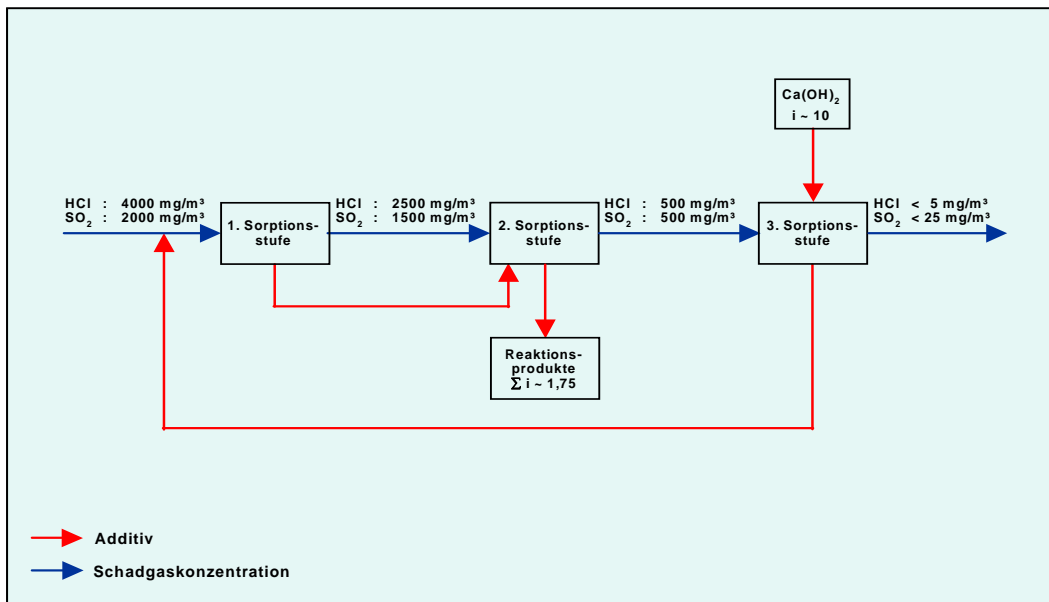 Ca(OH)₂
i ~ 10
HCl : 4000 mg/m³
SO₂ : 2000 mg/m³
HCl : 2500 mg/m³
SO₂ : 1500 mg/m³
HCl : 500 mg/m³
SO₂ : 500 mg/m³
HCl < 5 mg/m³
SO₂ < 25 mg/m³
1. Sorptions-
stufe
2. Sorptions-
stufe
3. Sorptions-
stufe
Reaktions-
produkte
Σ i ~ 1,75
Additiv
Schadgaskonzentration